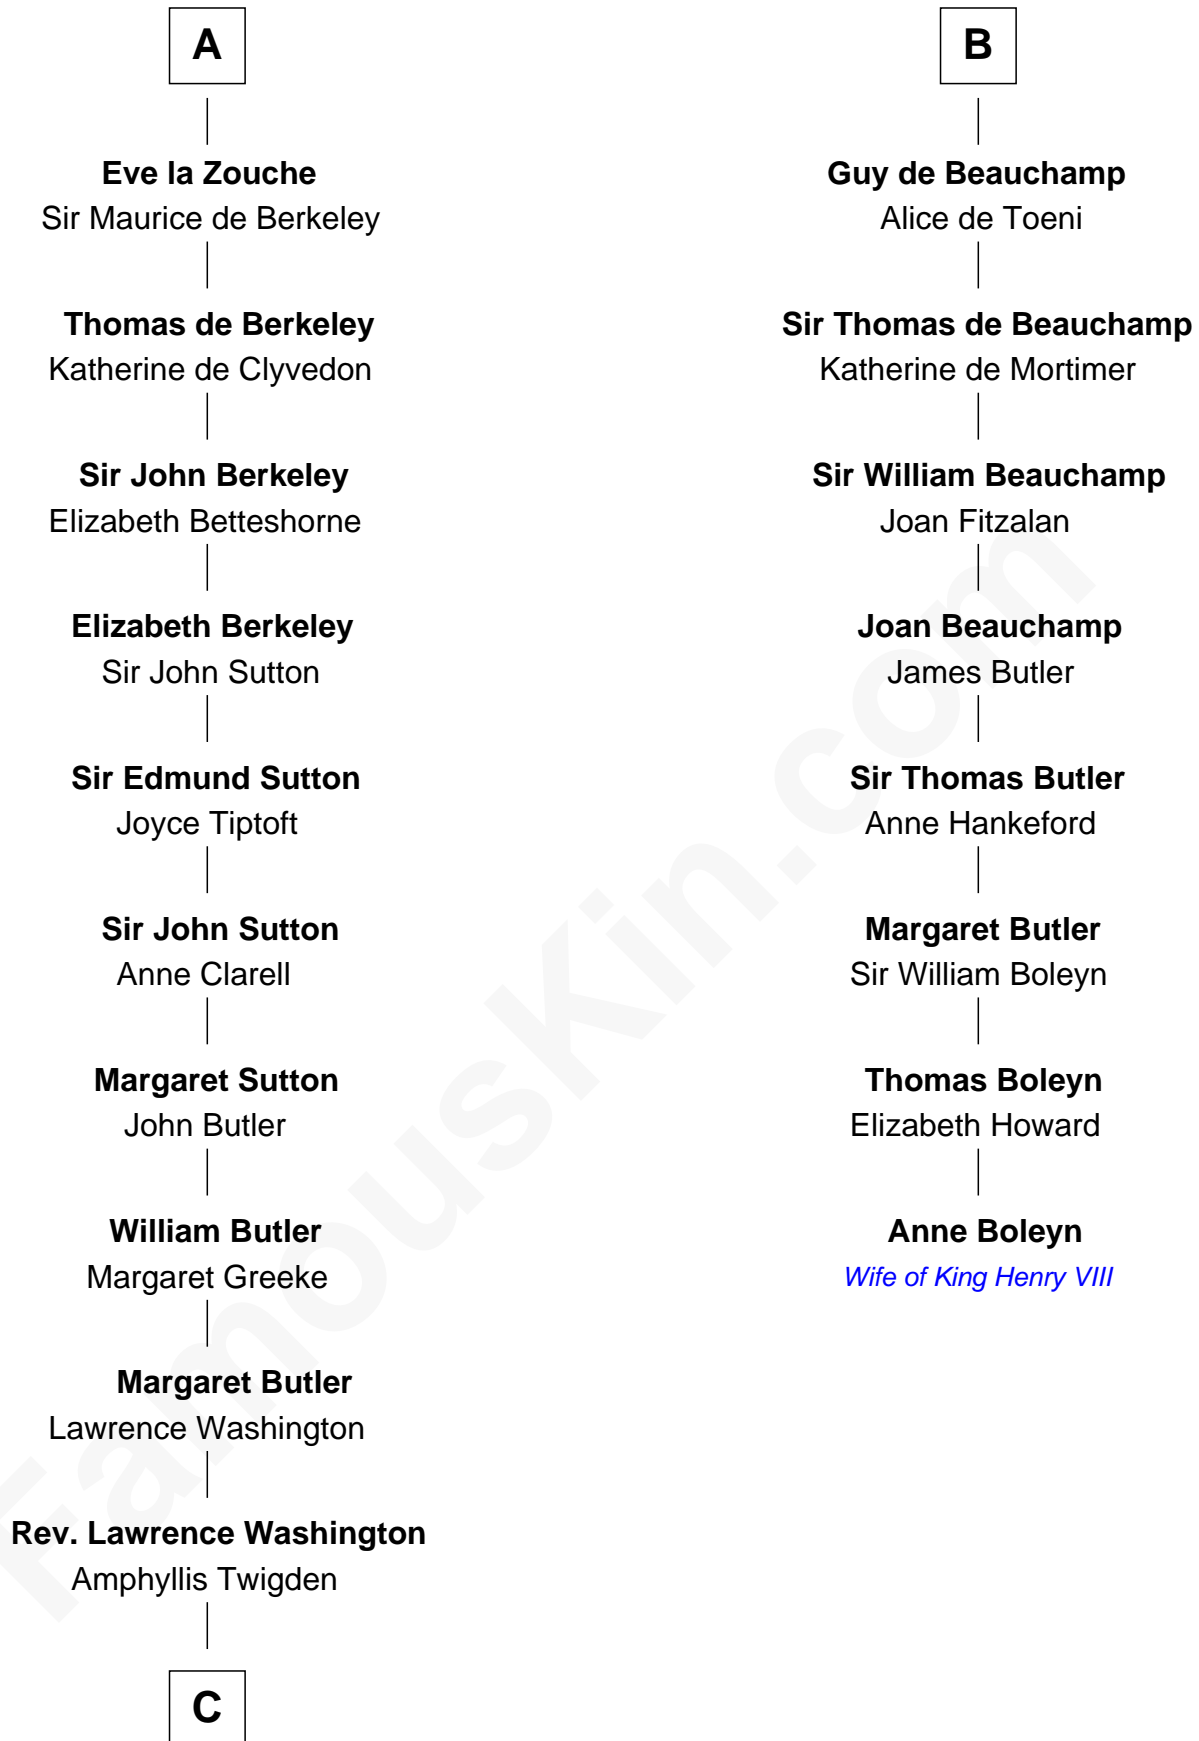 A
Eve la Zouche
Sir Maurice de Berkeley
Thomas de Berkeley
Katherine de Clyvedon
Sir John Berkeley
Elizabeth Betteshorne
Elizabeth Berkeley
Sir John Sutton
Sir Edmund Sutton
Joyce Tiptoft
Sir John Sutton
Anne Clarell
Margaret Sutton
John Butler
William Butler
Margaret Greeke
Margaret Butler
Lawrence Washington
Rev. Lawrence Washington
Amphyllis Twigden
C
B
Guy de Beauchamp
Alice de Toeni
Sir Thomas de Beauchamp
Katherine de Mortimer
Sir William Beauchamp
Joan Fitzalan
Joan Beauchamp
James Butler
Sir Thomas Butler
Anne Hankeford
Margaret Butler
Sir William Boleyn
Thomas Boleyn
Elizabeth Howard
Anne Boleyn
Wife of King Henry VIII
FamousKin.com